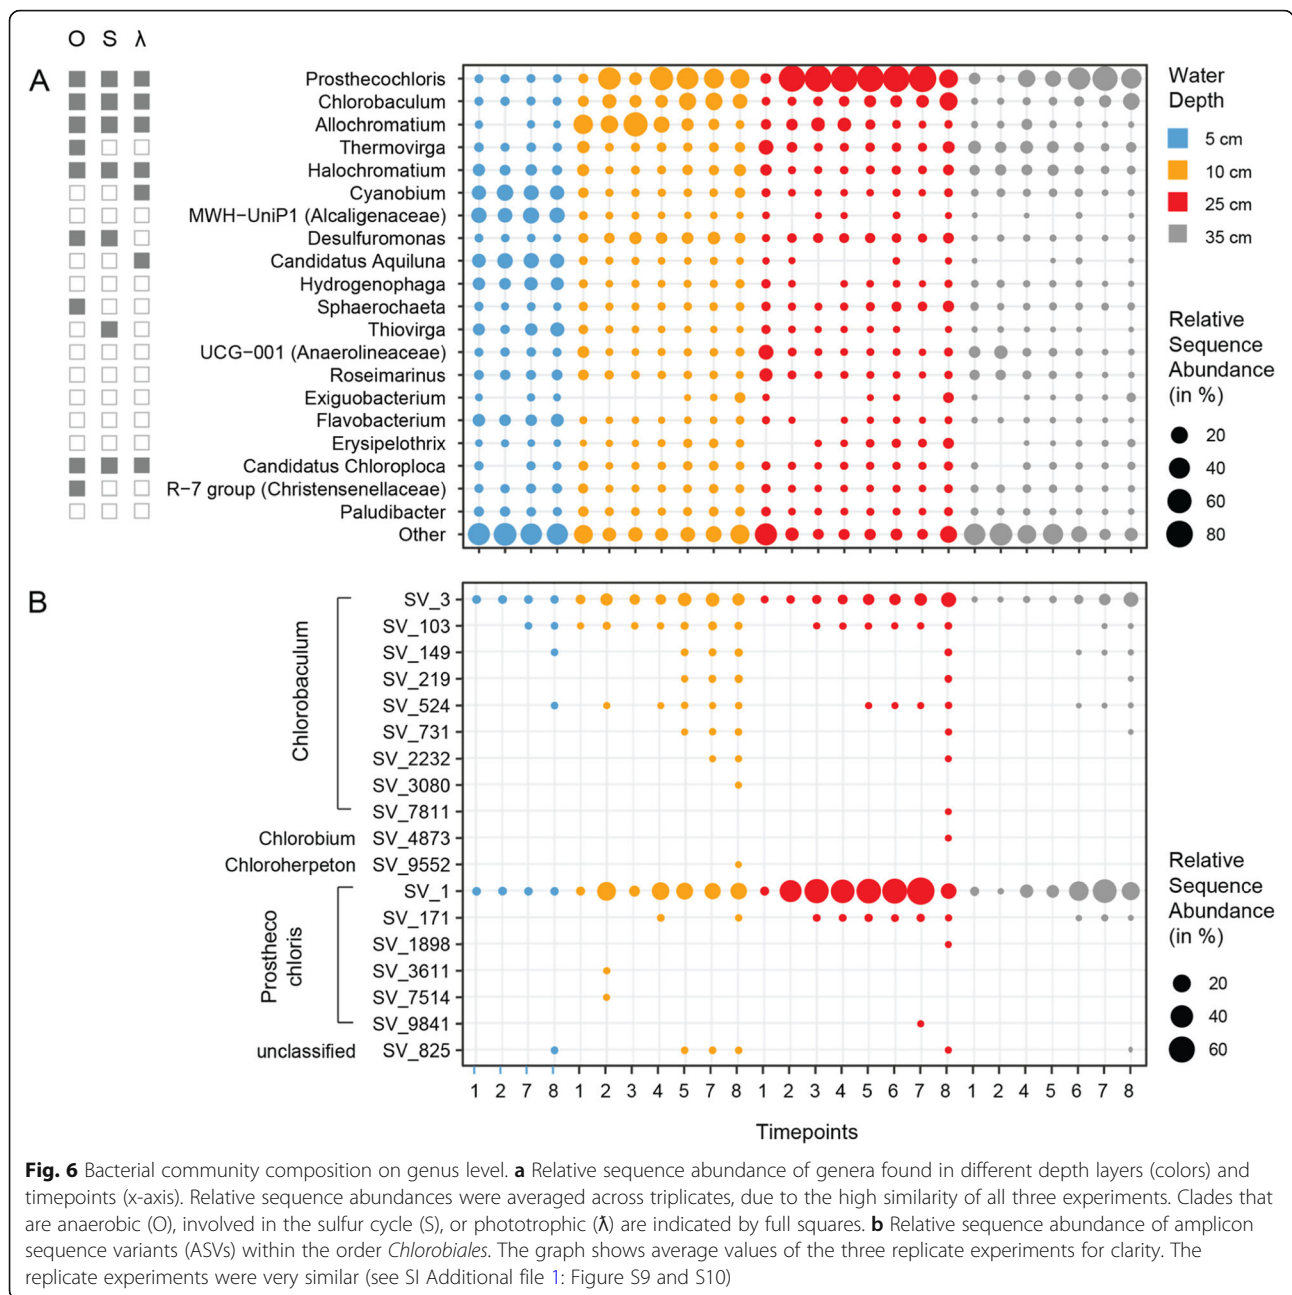 O S λ
A
Prosthecochloris
Chlorobaculum
Allochromatium
Thermovirga
Halochromatium
Cyanobium
MWH−UniP1 (Alcaligenaceae)
Desulfuromonas
Candidatus Aquiluna
Hydrogenophaga
Sphaerochaeta
Thiovirga
UCG−001 (Anaerolineaceae)
Roseimarinus
Exiguobacterium
Flavobacterium
Erysipelothrix
Candidatus Chloroploca
R−7 group (Christensenellaceae)
Paludibacter
Other
Water
Depth
5 cm
10 cm
25 cm
35 cm
Relative
Sequence
Abundance
(in %)
20
40
60
80
B
Chlorobaculum
SV_3
SV_103
SV_149
SV_219
SV_524
SV_731
SV_2232
SV_3080
SV_7811
Chlorobium SV_4873
Chloroherpeton SV_9552
Prostheco
chloris
SV_1
SV_171
SV_1898
SV_3611
SV_7514
SV_9841
unclassified SV_825
Relative
Sequence
Abundance
(in %)
20
40
60
1 2 7 8 1 2 3 4 5 7 8 1 2 3 4 5 6 7 8 1 2 4 5 6 7 8
Timepoints
Fig. 6 Bacterial community composition on genus level. a Relative sequence abundance of genera found in different depth layers (colors) and
timepoints (x-axis). Relative sequence abundances were averaged across triplicates, due to the high similarity of all three experiments. Clades that
are anaerobic (O), involved in the sulfur cycle (S), or phototrophic (ƛ) are indicated by full squares. b Relative sequence abundance of amplicon
sequence variants (ASVs) within the order Chlorobiales. The graph shows average values of the three replicate experiments for clarity. The
replicate experiments were very similar (see SI Additional file 1: Figure S9 and S10)